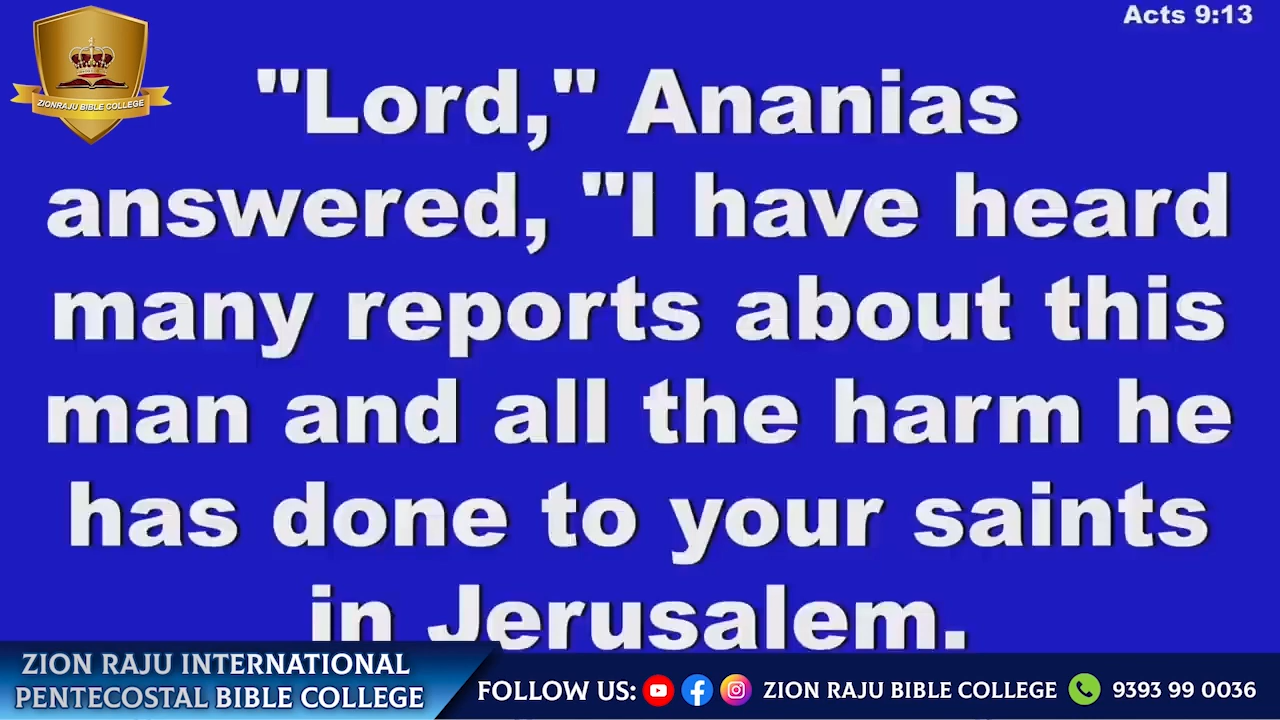 Acts 9:13
ZIONRAJU BIBLE COLLEGE
"Lord," Ananias
answered, "I have heard
many reports about this
man and all the harm he
has done to your saints
in Jerusalem.
ZION RAJU INTERNATIONAL
PENTECOSTAL BIBLE COLLEGE
FOLLOW US: ZION RAJU BIBLE COLLEGE 9393 99 0036